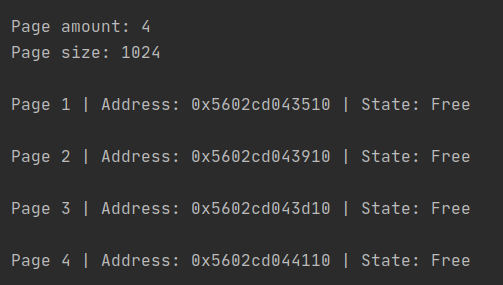 Page amount: 4
Page size: 1024
Page 1 | Address: 0x5602cd043510 | State: Free
Page 2 | Address: 0x5602cd043910 | State: Free
Page 3 | Address: 0x5602cd043d10 | State: Free
Page 4 | Address: 0x5602cd044110 | State: Free